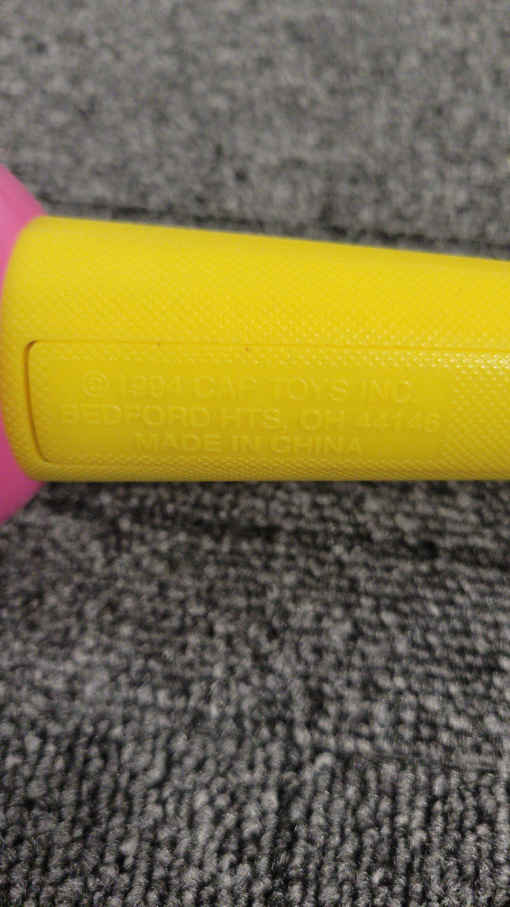 © 1994 CAP TOYS INC.
BEDFORD HTS, OH 44146
MADE IN CHINA